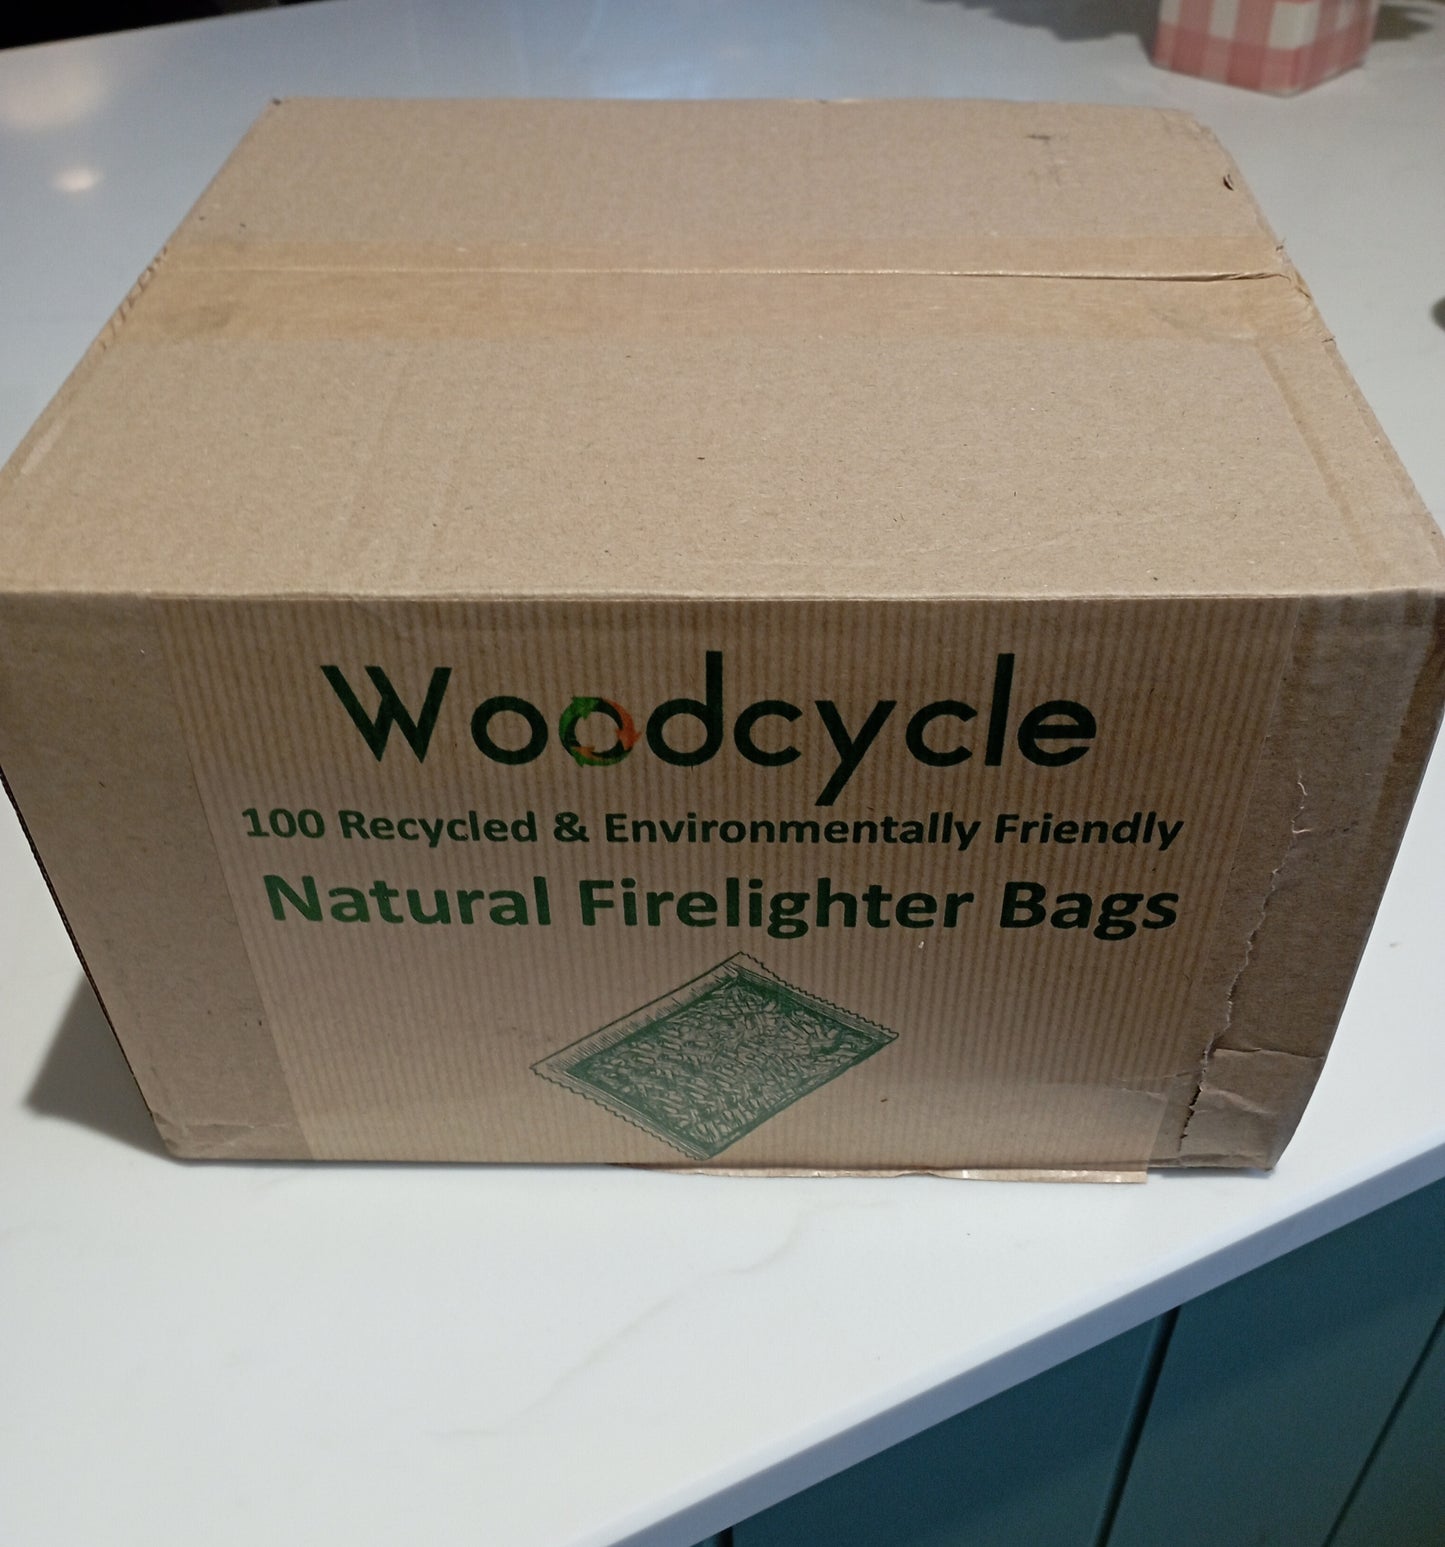 Woodcycle
100 Recycled & Environmentally Friendly
Natural Firelighter Bags